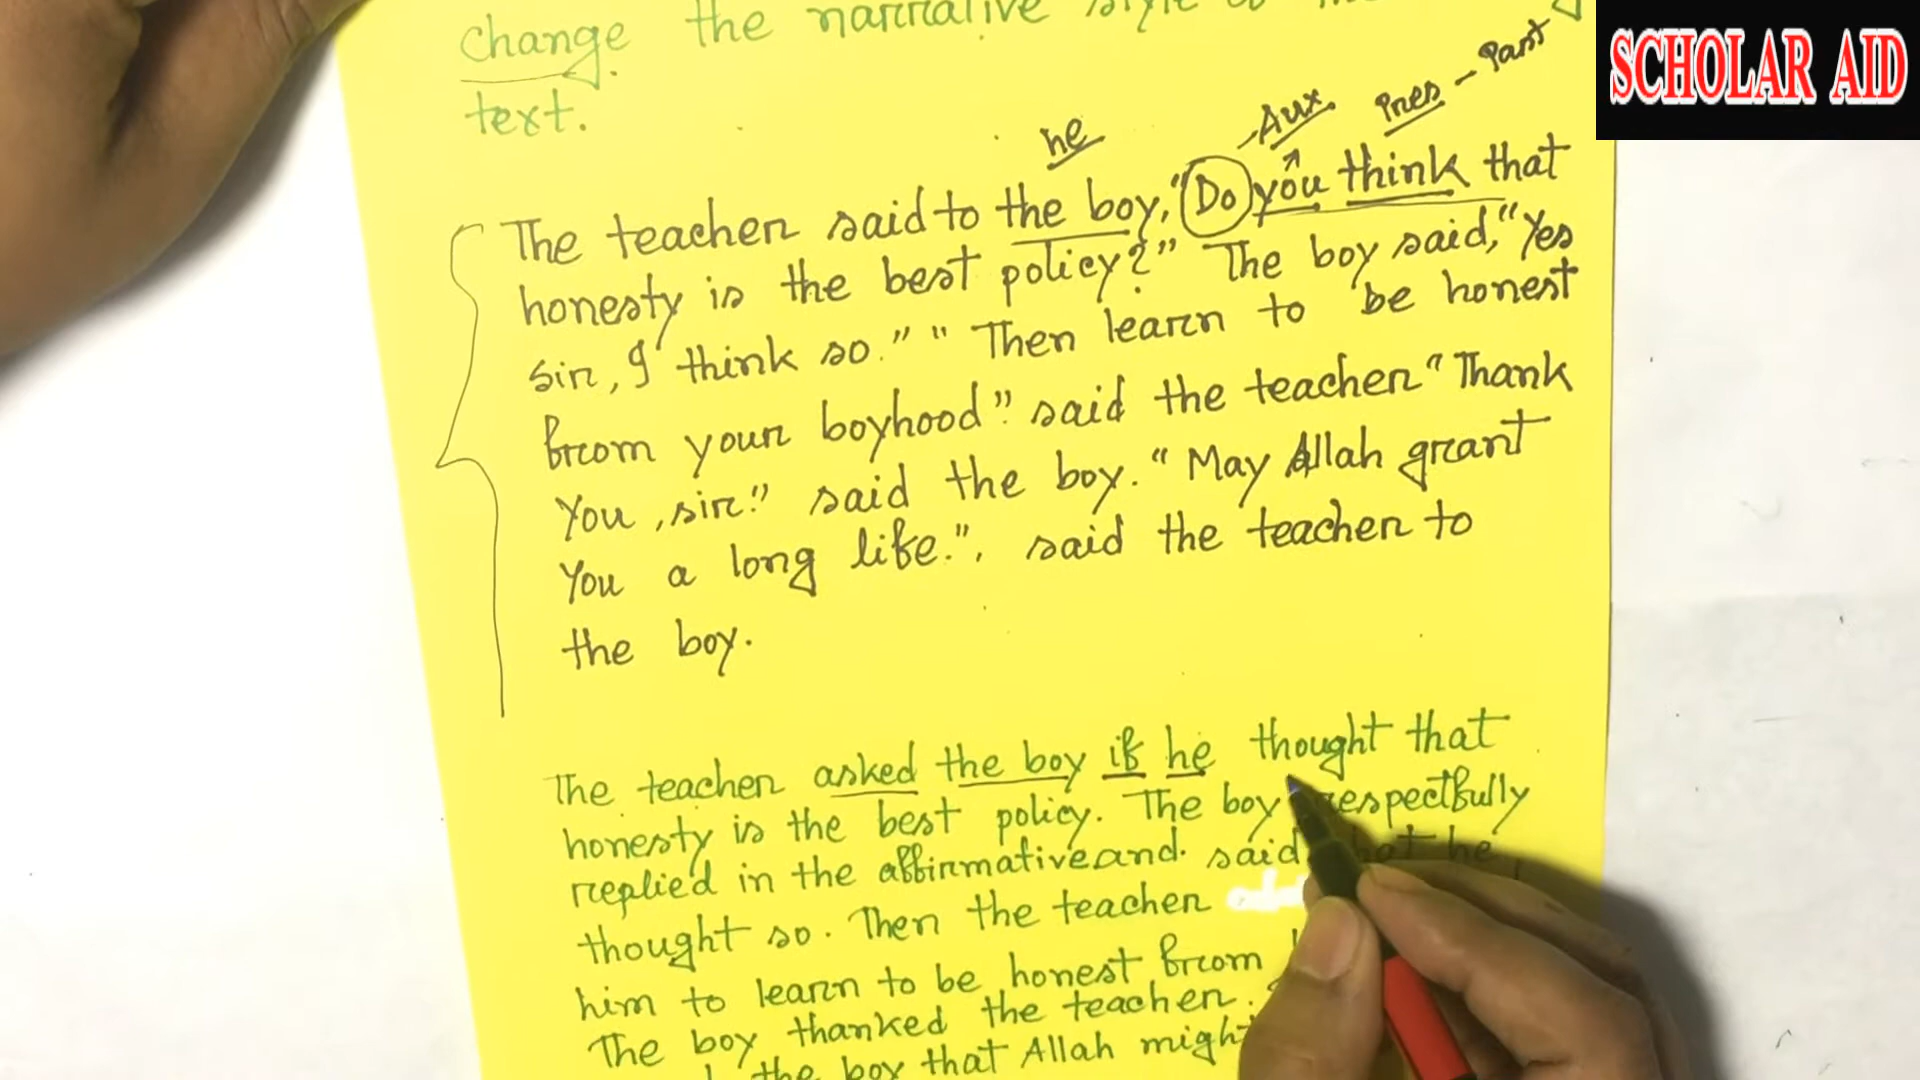 change the narrative style of the
text.
SCHOLAR AID
he
Aux
Pres - Past
The teacher said to the boy, "Do you think that
honesty is the best policy?" The boy said, "Yes
sir, I think so." "Then learn to be honest
from your boyhood". said the teacher "Thank
You, sir." said the boy. "May Allah grant
You a long life.", said the teacher to
the boy.
The teacher asked the boy if he thought that
honesty is the best policy. The boy respectfully
replied in the affirmative and. said that he
thought so. Then the teacher
him to learn to be honest from
The boy thanked the teacher.
the boy that Allah might